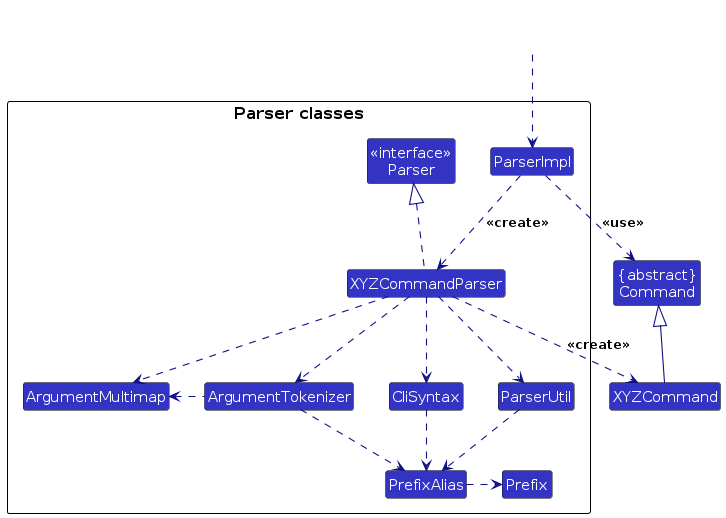 Parser classes
«interface»
Parser
ParserImpl
«create»
«use»
XYZCommandParser
{abstract}
Command
«create»
ArgumentMultimap
ArgumentTokenizer
CliSyntax
ParserUtil
XYZCommand
PrefixAlias
Prefix